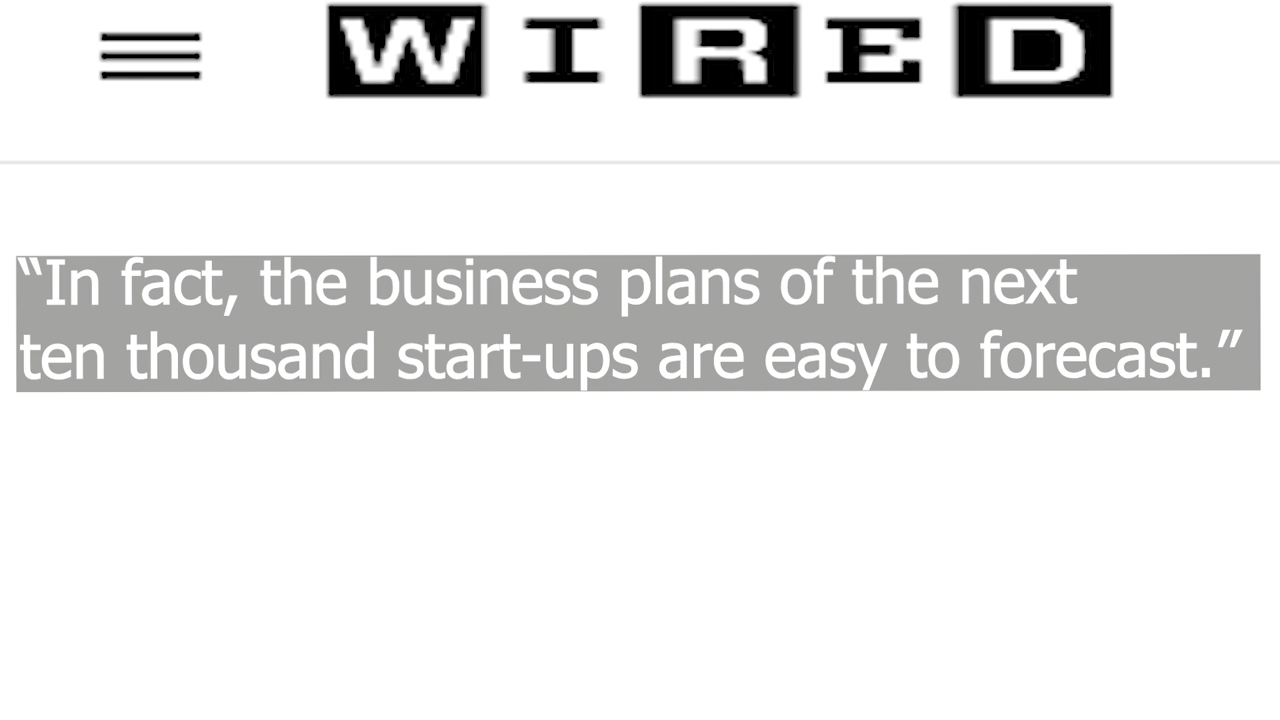 WIRED
“In fact, the business plans of the next
ten thousand start-ups are easy to forecast.”